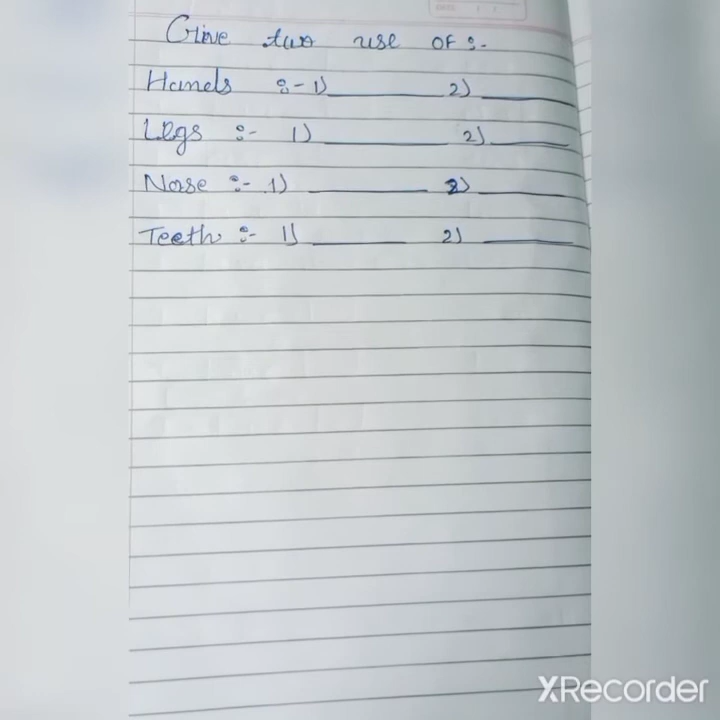 Give two use of :-
Hands :- 1) ________ 2) ________
Legs :- 1) ________ 2) ________
Nose :- 1) ________ 2) ________
Teeth :- 1) ________ 2) ________
XRecorder